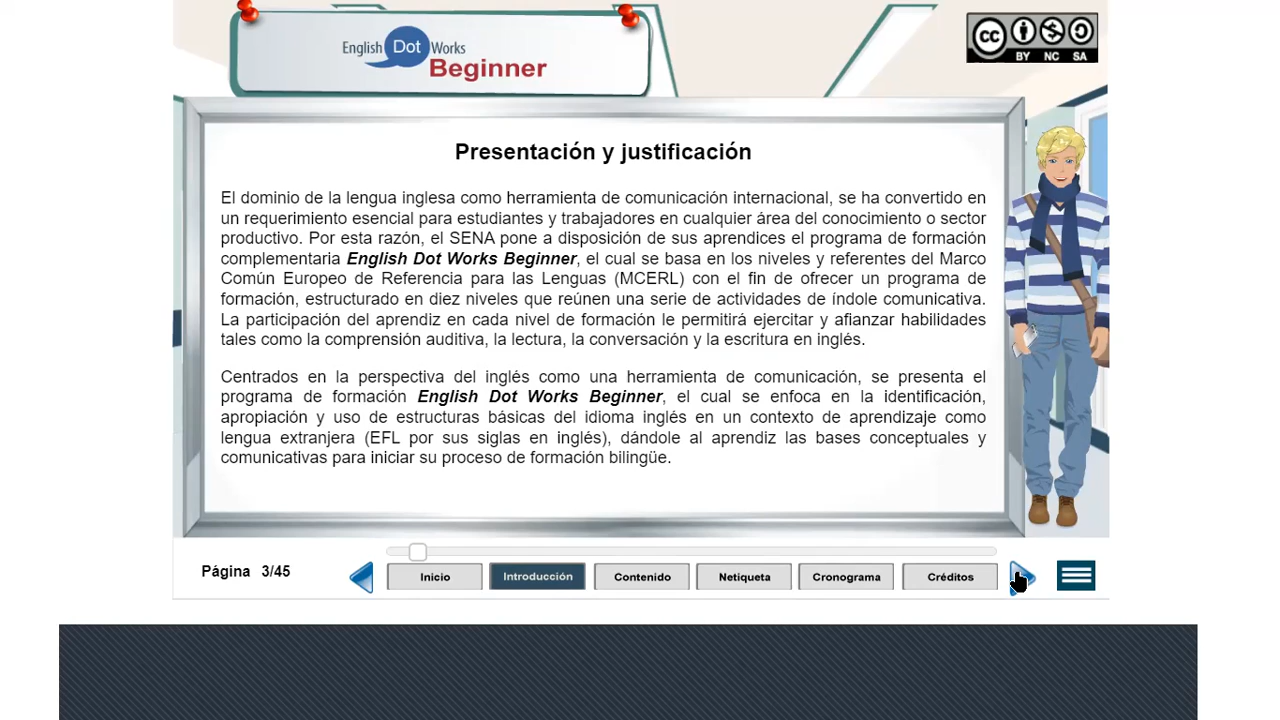 English Dot Works
Beginner
cc
BY NC SA
Presentación y justificación
El dominio de la lengua inglesa como herramienta de comunicación internacional, se ha convertido en
un requerimiento esencial para estudiantes y trabajadores en cualquier área del conocimiento o sector
productivo. Por esta razón, el SENA pone a disposición de sus aprendices el programa de formación
complementaria English Dot Works Beginner, el cual se basa en los niveles y referentes del Marco
Común Europeo de Referencia para las Lenguas (MCERL) con el fin de ofrecer un programa de
formación, estructurado en diez niveles que reúnen una serie de actividades de índole comunicativa.
La participación del aprendiz en cada nivel de formación le permitirá ejercitar y afianzar habilidades
tales como la comprensión auditiva, la lectura, la conversación y la escritura en inglés.
Centrados en la perspectiva del inglés como una herramienta de comunicación, se presenta el
programa de formación English Dot Works Beginner, el cual se enfoca en la identificación,
apropiación y uso de estructuras básicas del idioma inglés en un contexto de aprendizaje como
lengua extranjera (EFL por sus siglas en inglés), dándole al aprendiz las bases conceptuales y
comunicativas para iniciar su proceso de formación bilingüe.
Página 3/45
Inicio Introducción Contenido Netiqueta Cronograma Créditos